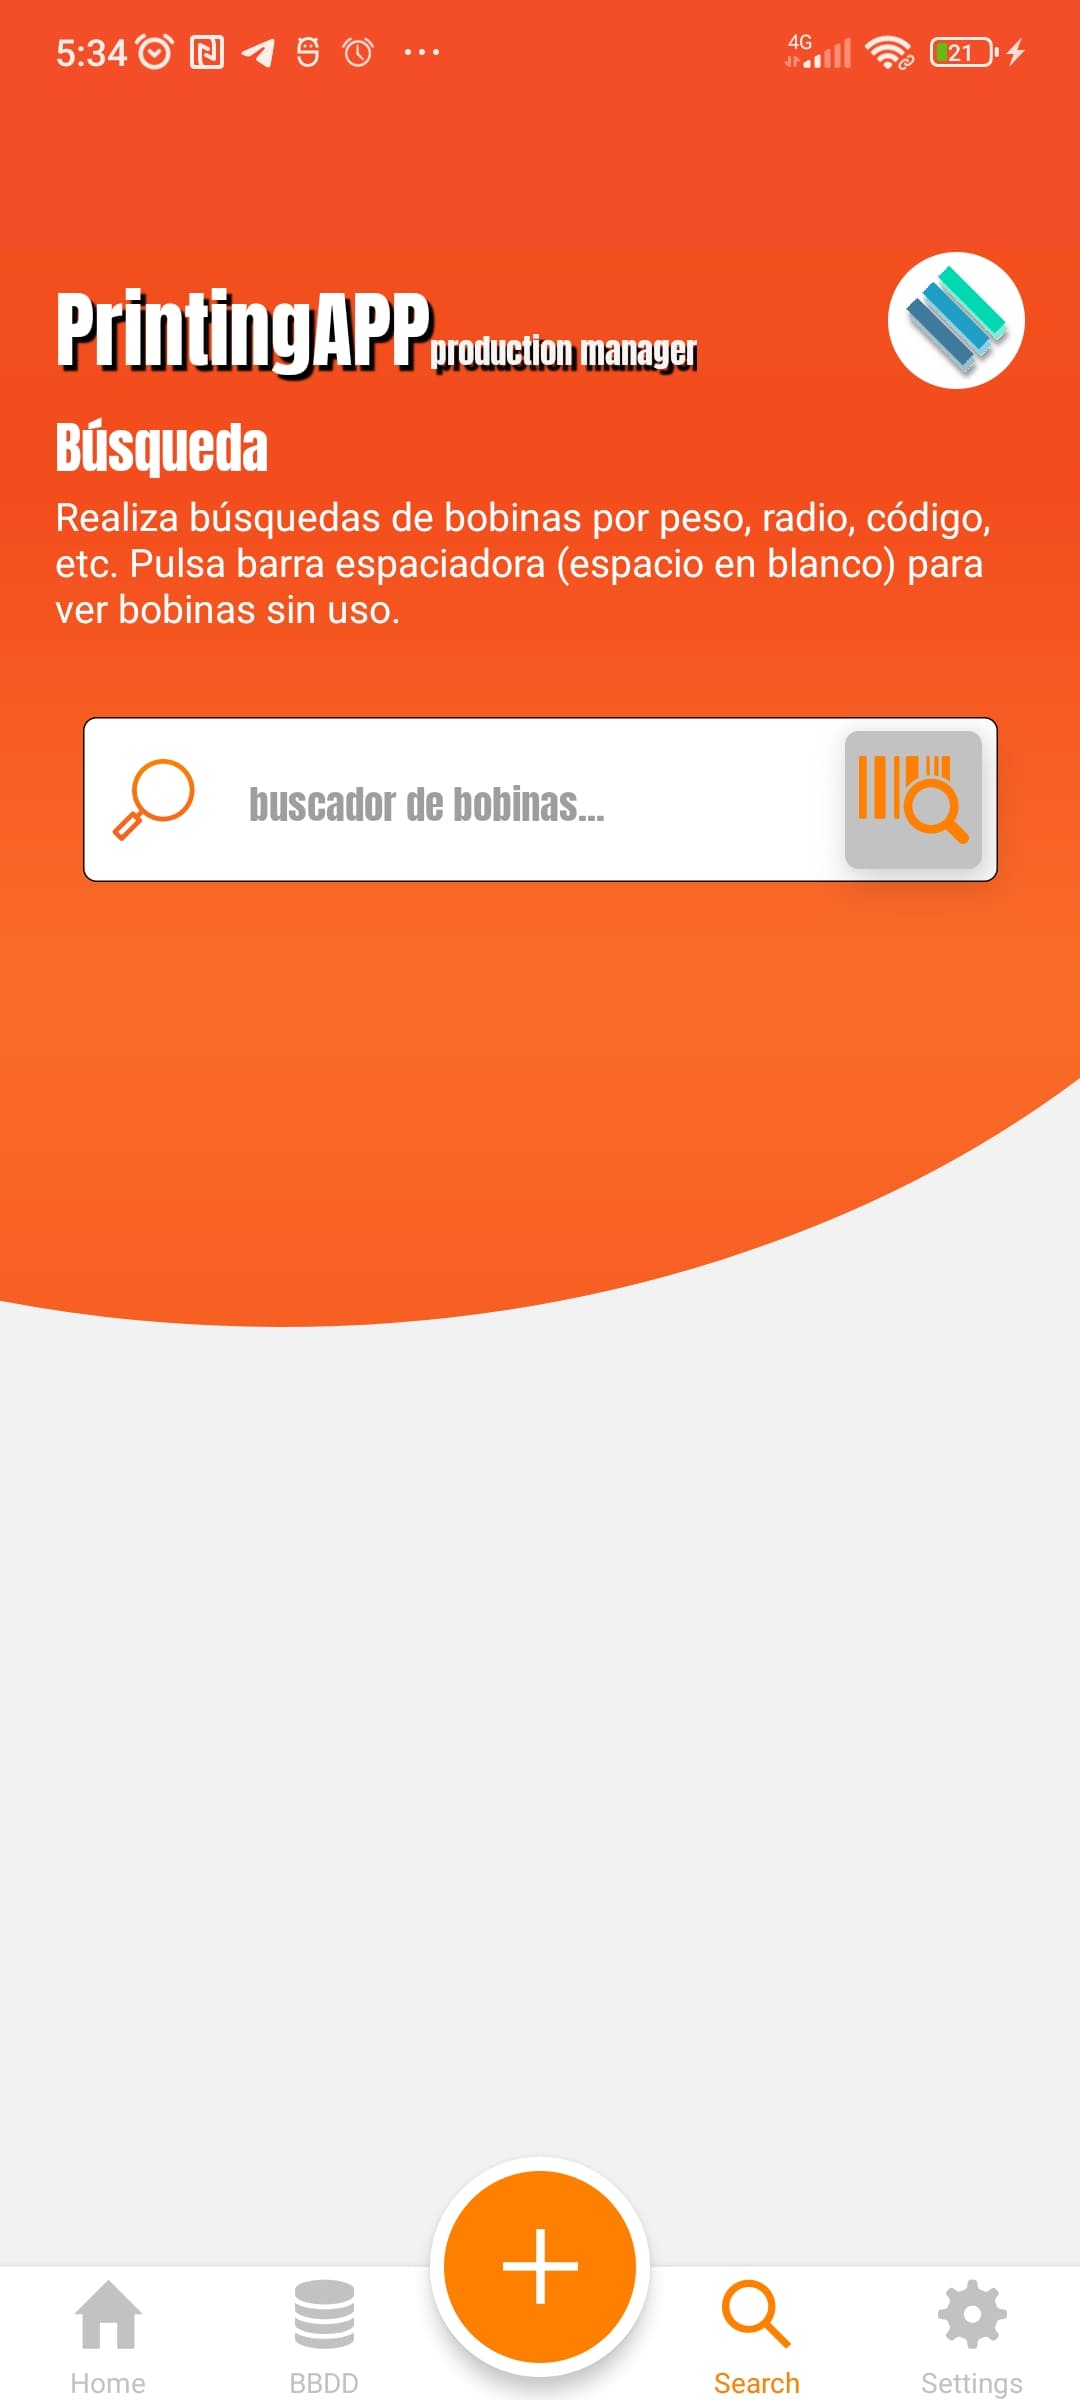 5:34
4G
21
PrintingAPP production manager
Búsqueda
Realiza búsquedas de bobinas por peso, radio, código,
etc. Pulsa barra espaciadora (espacio en blanco) para
ver bobinas sin uso.
buscador de bobinas...
Home
BBDD
Search
Settings